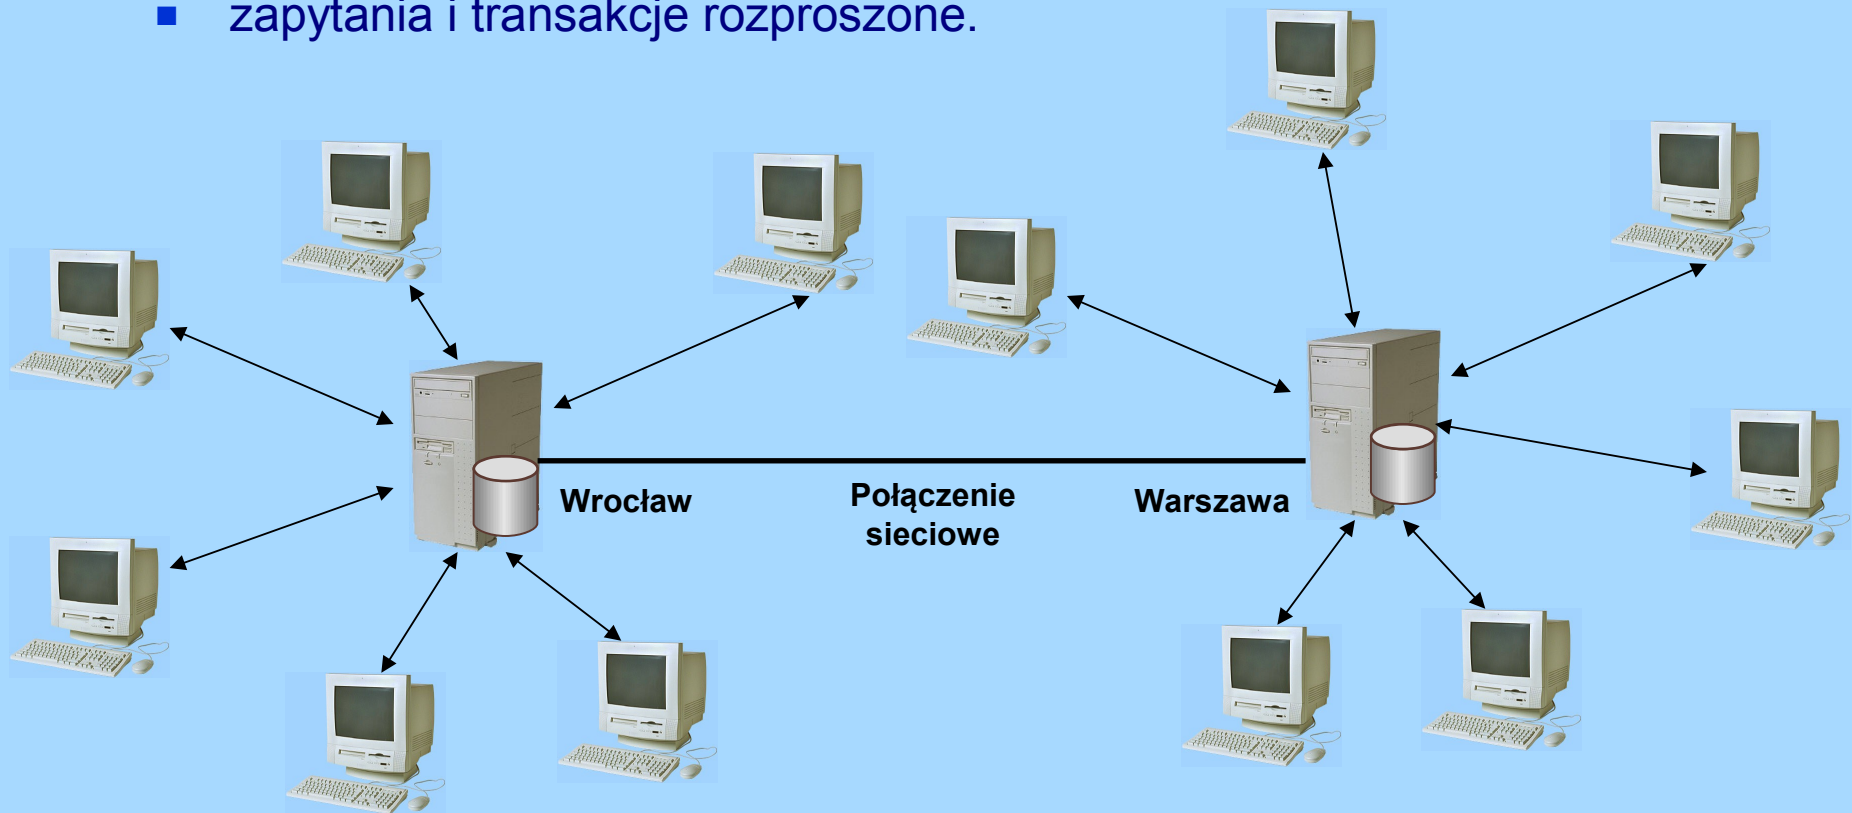 zapytania i transakcje rozproszone.
Wrocław
Połączenie
sieciowe
Warszawa